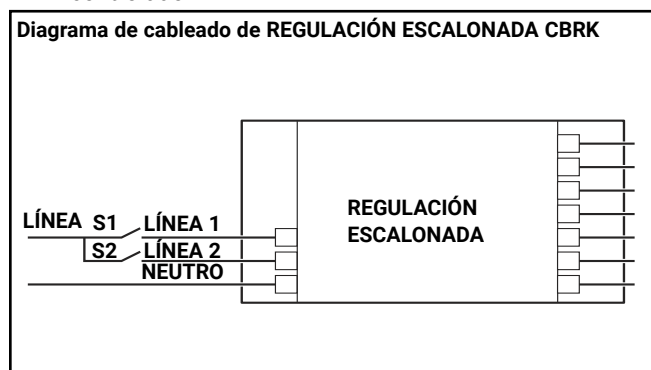 Diagrama de cableado de REGULACIÓN ESCALONADA CBRK
REGULACIÓN
ESCALONADA
LÍNEA S1 LÍNEA 1
S2 LÍNEA 2
NEUTRO